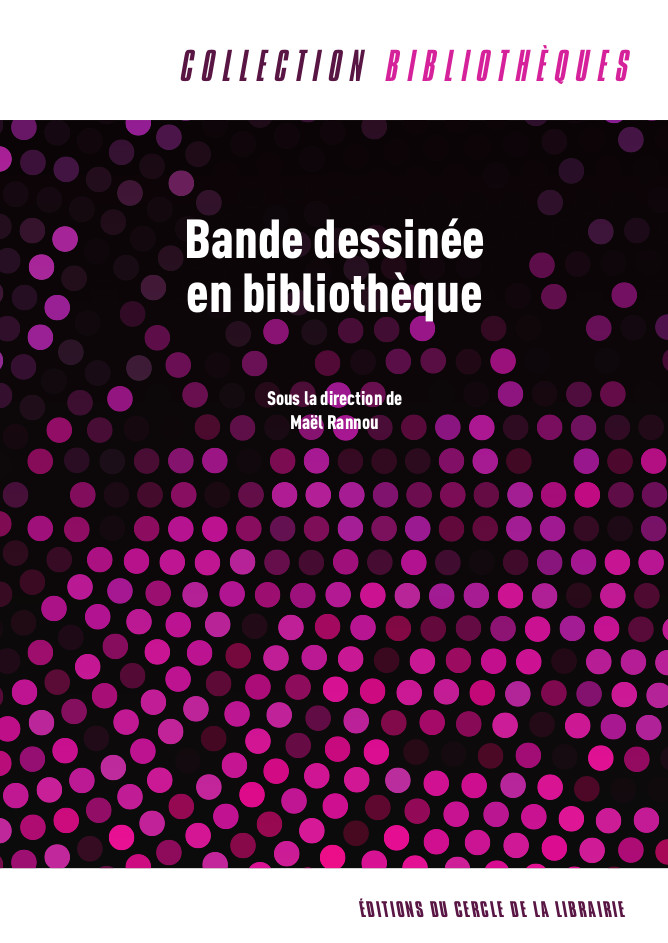 COLLECTION BIBLIOTHÈQUES
Bande dessinée
en bibliothèque
Sous la direction de
Maël Rannou
ÉDITIONS DU CERCLE DE LA LIBRAIRIE